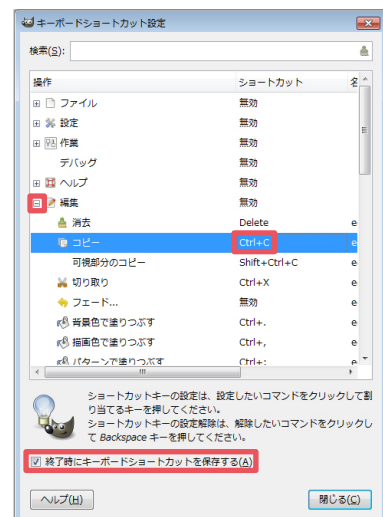 キーボードショートカット設定
検索(S):
操作 ショートカット 名
ファイル 無効
設定 無効
作業 無効
デバッグ 無効
ヘルプ 無効
編集 無効
消去 Delete e
コピー Ctrl+C e
可視部分のコピー Shift+Ctrl+C e
切り取り Ctrl+X e
フェード... 無効 e
背景色で塗りつぶす Ctrl+. e
描画色で塗りつぶす Ctrl+, e
パターンで塗りつぶす Ctrl+; e
ショートカットキーの設定は、設定したいコマンドをクリックして割
り当てるキーを押してください。
ショートカットキーの設定解除は、解除したいコマンドをクリックし
て Backspace キーを押してください。
終了時にキーボードショートカットを保存する(A)
ヘルプ(H) 閉じる(C)